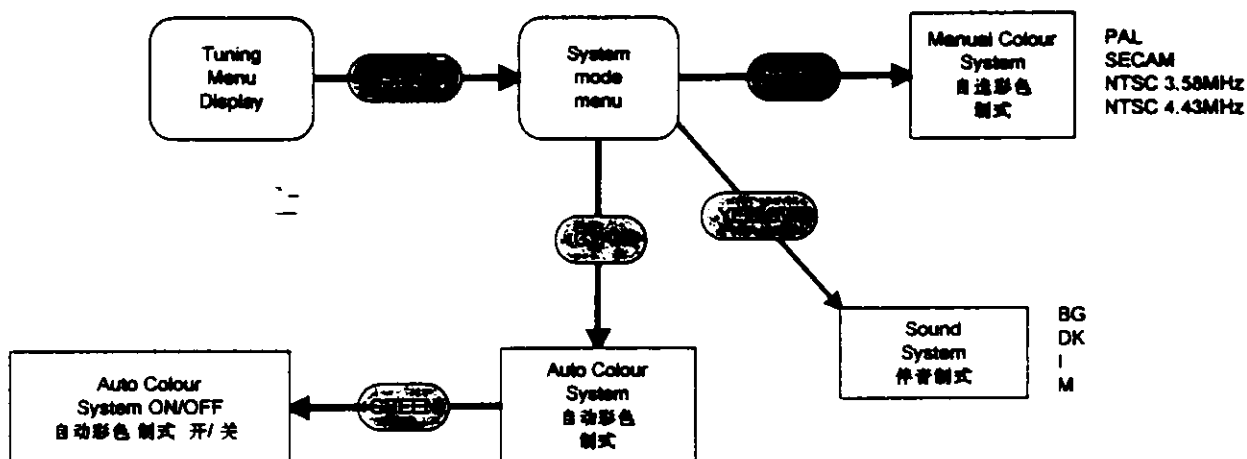 Tuning
Menu
Display
System
mode
menu
Manual Colour
System
自选彩色
制式
PAL
SECAM
NTSC 3.58MHz
NTSC 4.43MHz
Sound
System
伴音制式
BG
DK
I
M
Auto Colour
System
自动彩色
制式
GREEN
Auto Colour
System ON/OFF
自动彩色 制式 开/ 关